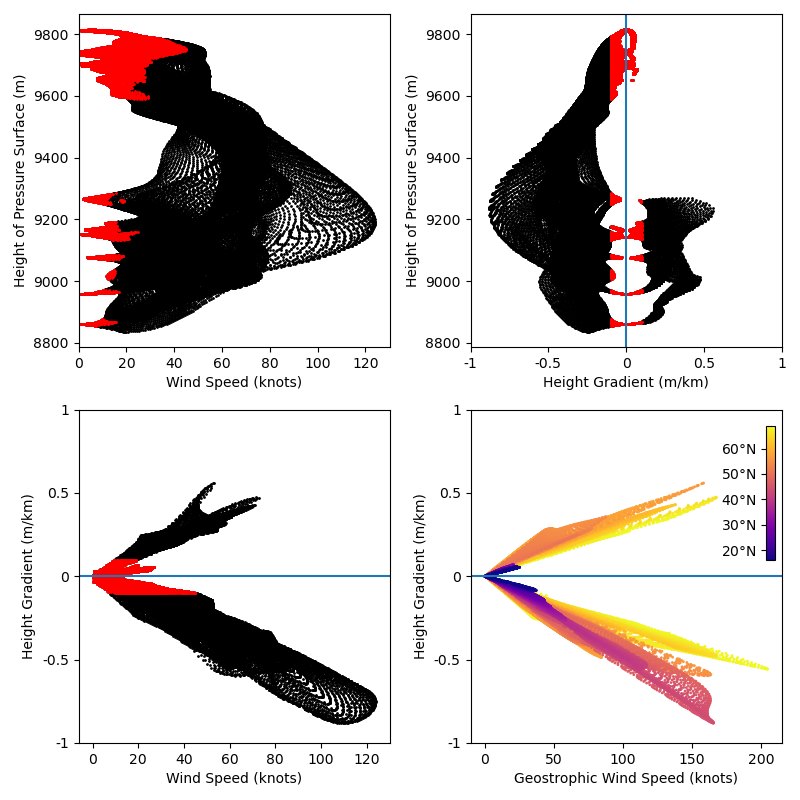 9800
9600
9400
9200
9000
8800
Height of Pressure Surface (m)
0 20 40 60 80 100 120
Wind Speed (knots)
9800
9600
9400
9200
9000
8800
Height of Pressure Surface (m)
-1 -0.5 0 0.5 1
Height Gradient (m/km)
1
0.5
0
-0.5
-1
Height Gradient (m/km)
0 20 40 60 80 100 120
Wind Speed (knots)
1
0.5
0
-0.5
-1
Height Gradient (m/km)
60°N
50°N
40°N
30°N
20°N
0 50 100 150 200
Geostrophic Wind Speed (knots)